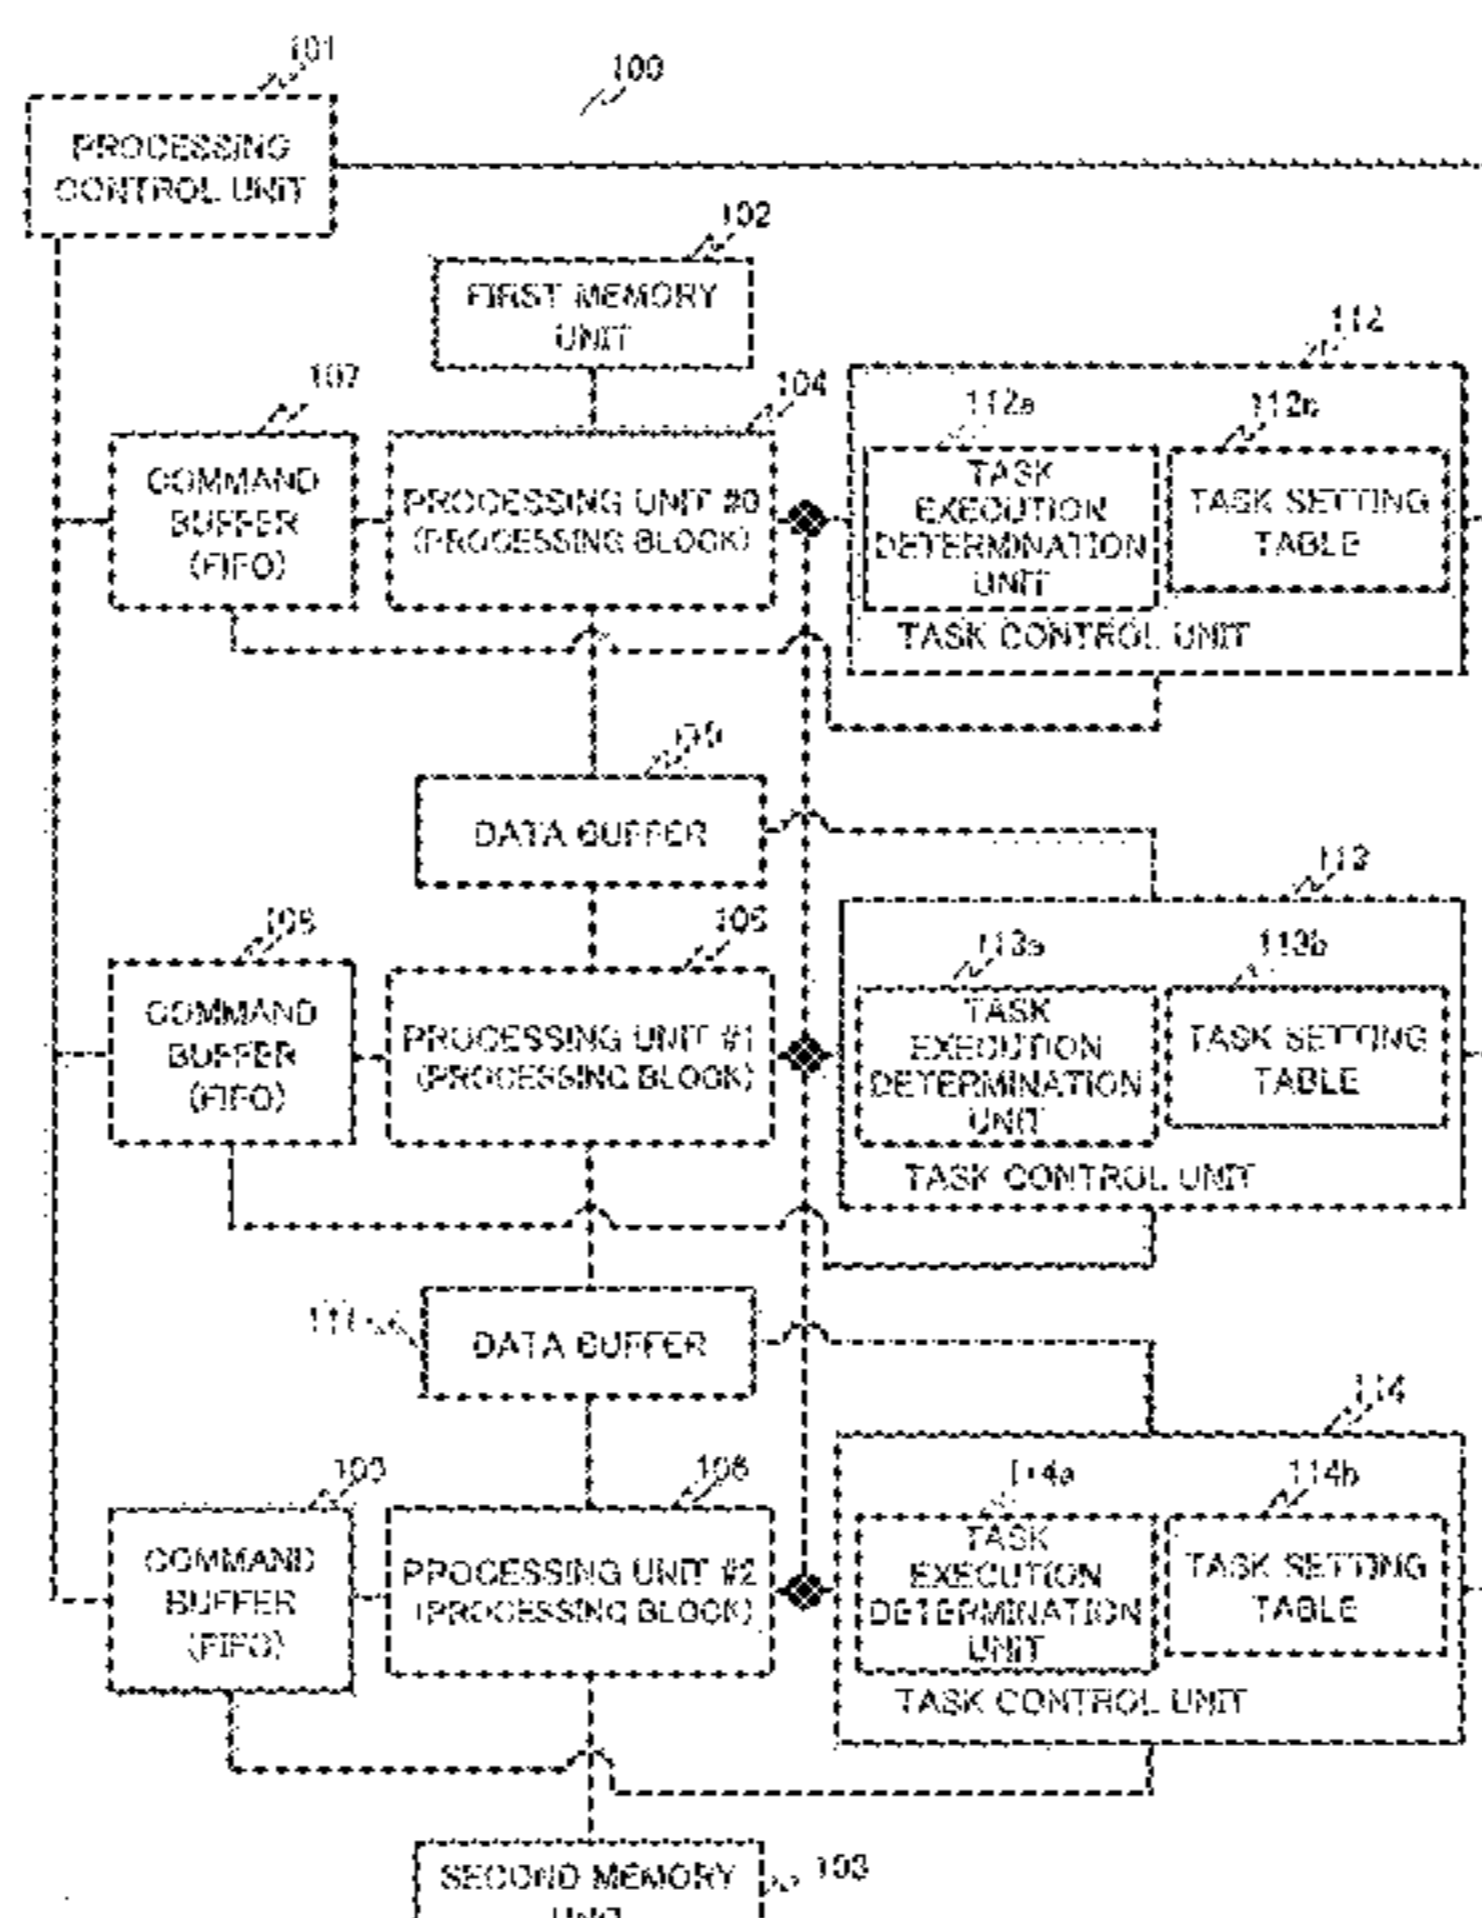 101
100
PROCESSING
CONTROL UNIT
102
FIRST MEMORY
UNIT
112
107
104
112a
COMMAND
BUFFER
(FIFO)
PROCESSING UNIT #0
(PROCESSING BLOCK)
TASK
EXECUTION
DETERMINATION
UNIT
TASK SETTING
TABLE
TASK CONTROL UNIT
DATA BUFFER
113
113a
113b
COMMAND
BUFFER
(FIFO)
PROCESSING UNIT #1
(PROCESSING BLOCK)
TASK
EXECUTION
DETERMINATION
UNIT
TASK SETTING
TABLE
TASK CONTROL UNIT
111
DATA BUFFER
114
106
114a
114b
COMMAND
BUFFER
(FIFO)
PROCESSING UNIT #2
(PROCESSING BLOCK)
TASK
EXECUTION
DETERMINATION
UNIT
TASK SETTING
TABLE
TASK CONTROL UNIT
SECOND MEMORY
103